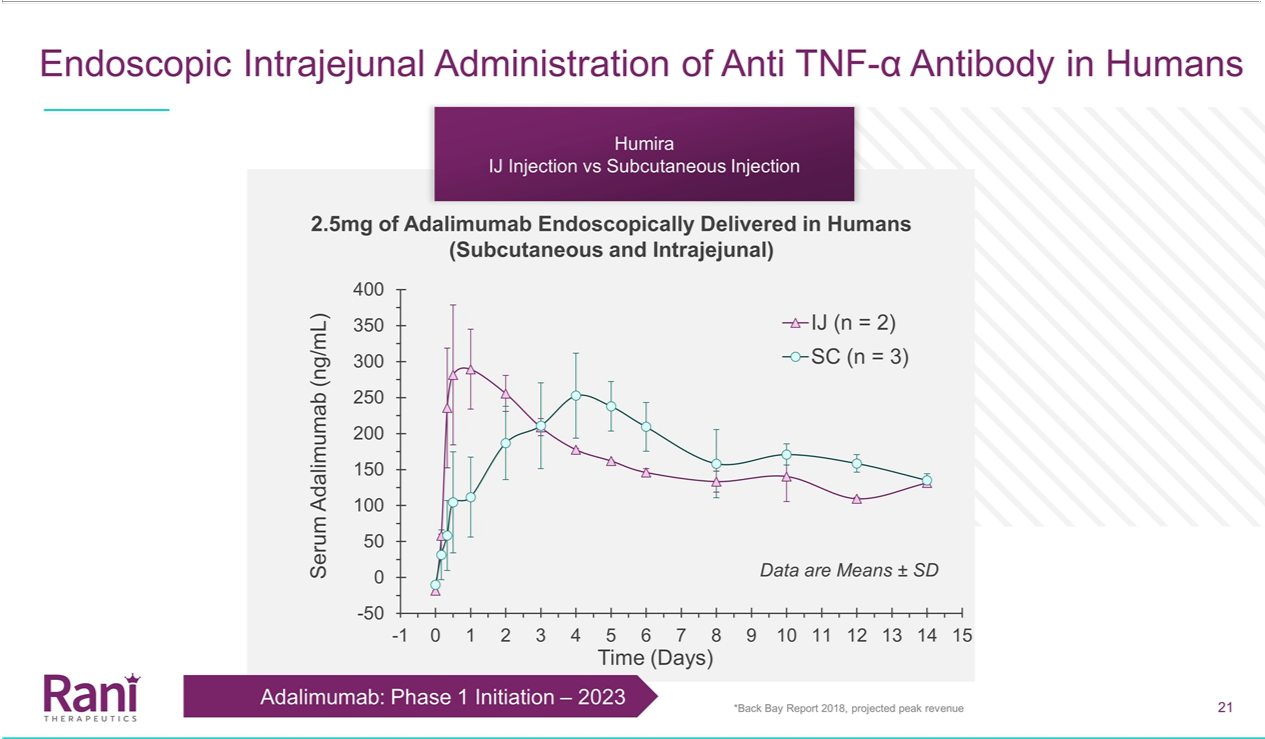 Endoscopic Intrajejunal Administration of Anti TNF-α Antibody in Humans
Humira
IJ Injection vs Subcutaneous Injection
2.5mg of Adalimumab Endoscopically Delivered in Humans
(Subcutaneous and Intrajejunal)
Serum Adalimumab (ng/mL)
400
350
300
250
200
150
100
50
0
-50
IJ (n = 2)
SC (n = 3)
Data are Means ± SD
-1 0 1 2 3 4 5 6 7 8 9 10 11 12 13 14 15
Time (Days)
Rani
THERAPEUTICS
Adalimumab: Phase 1 Initiation – 2023
*Back Bay Report 2018, projected peak revenue
21